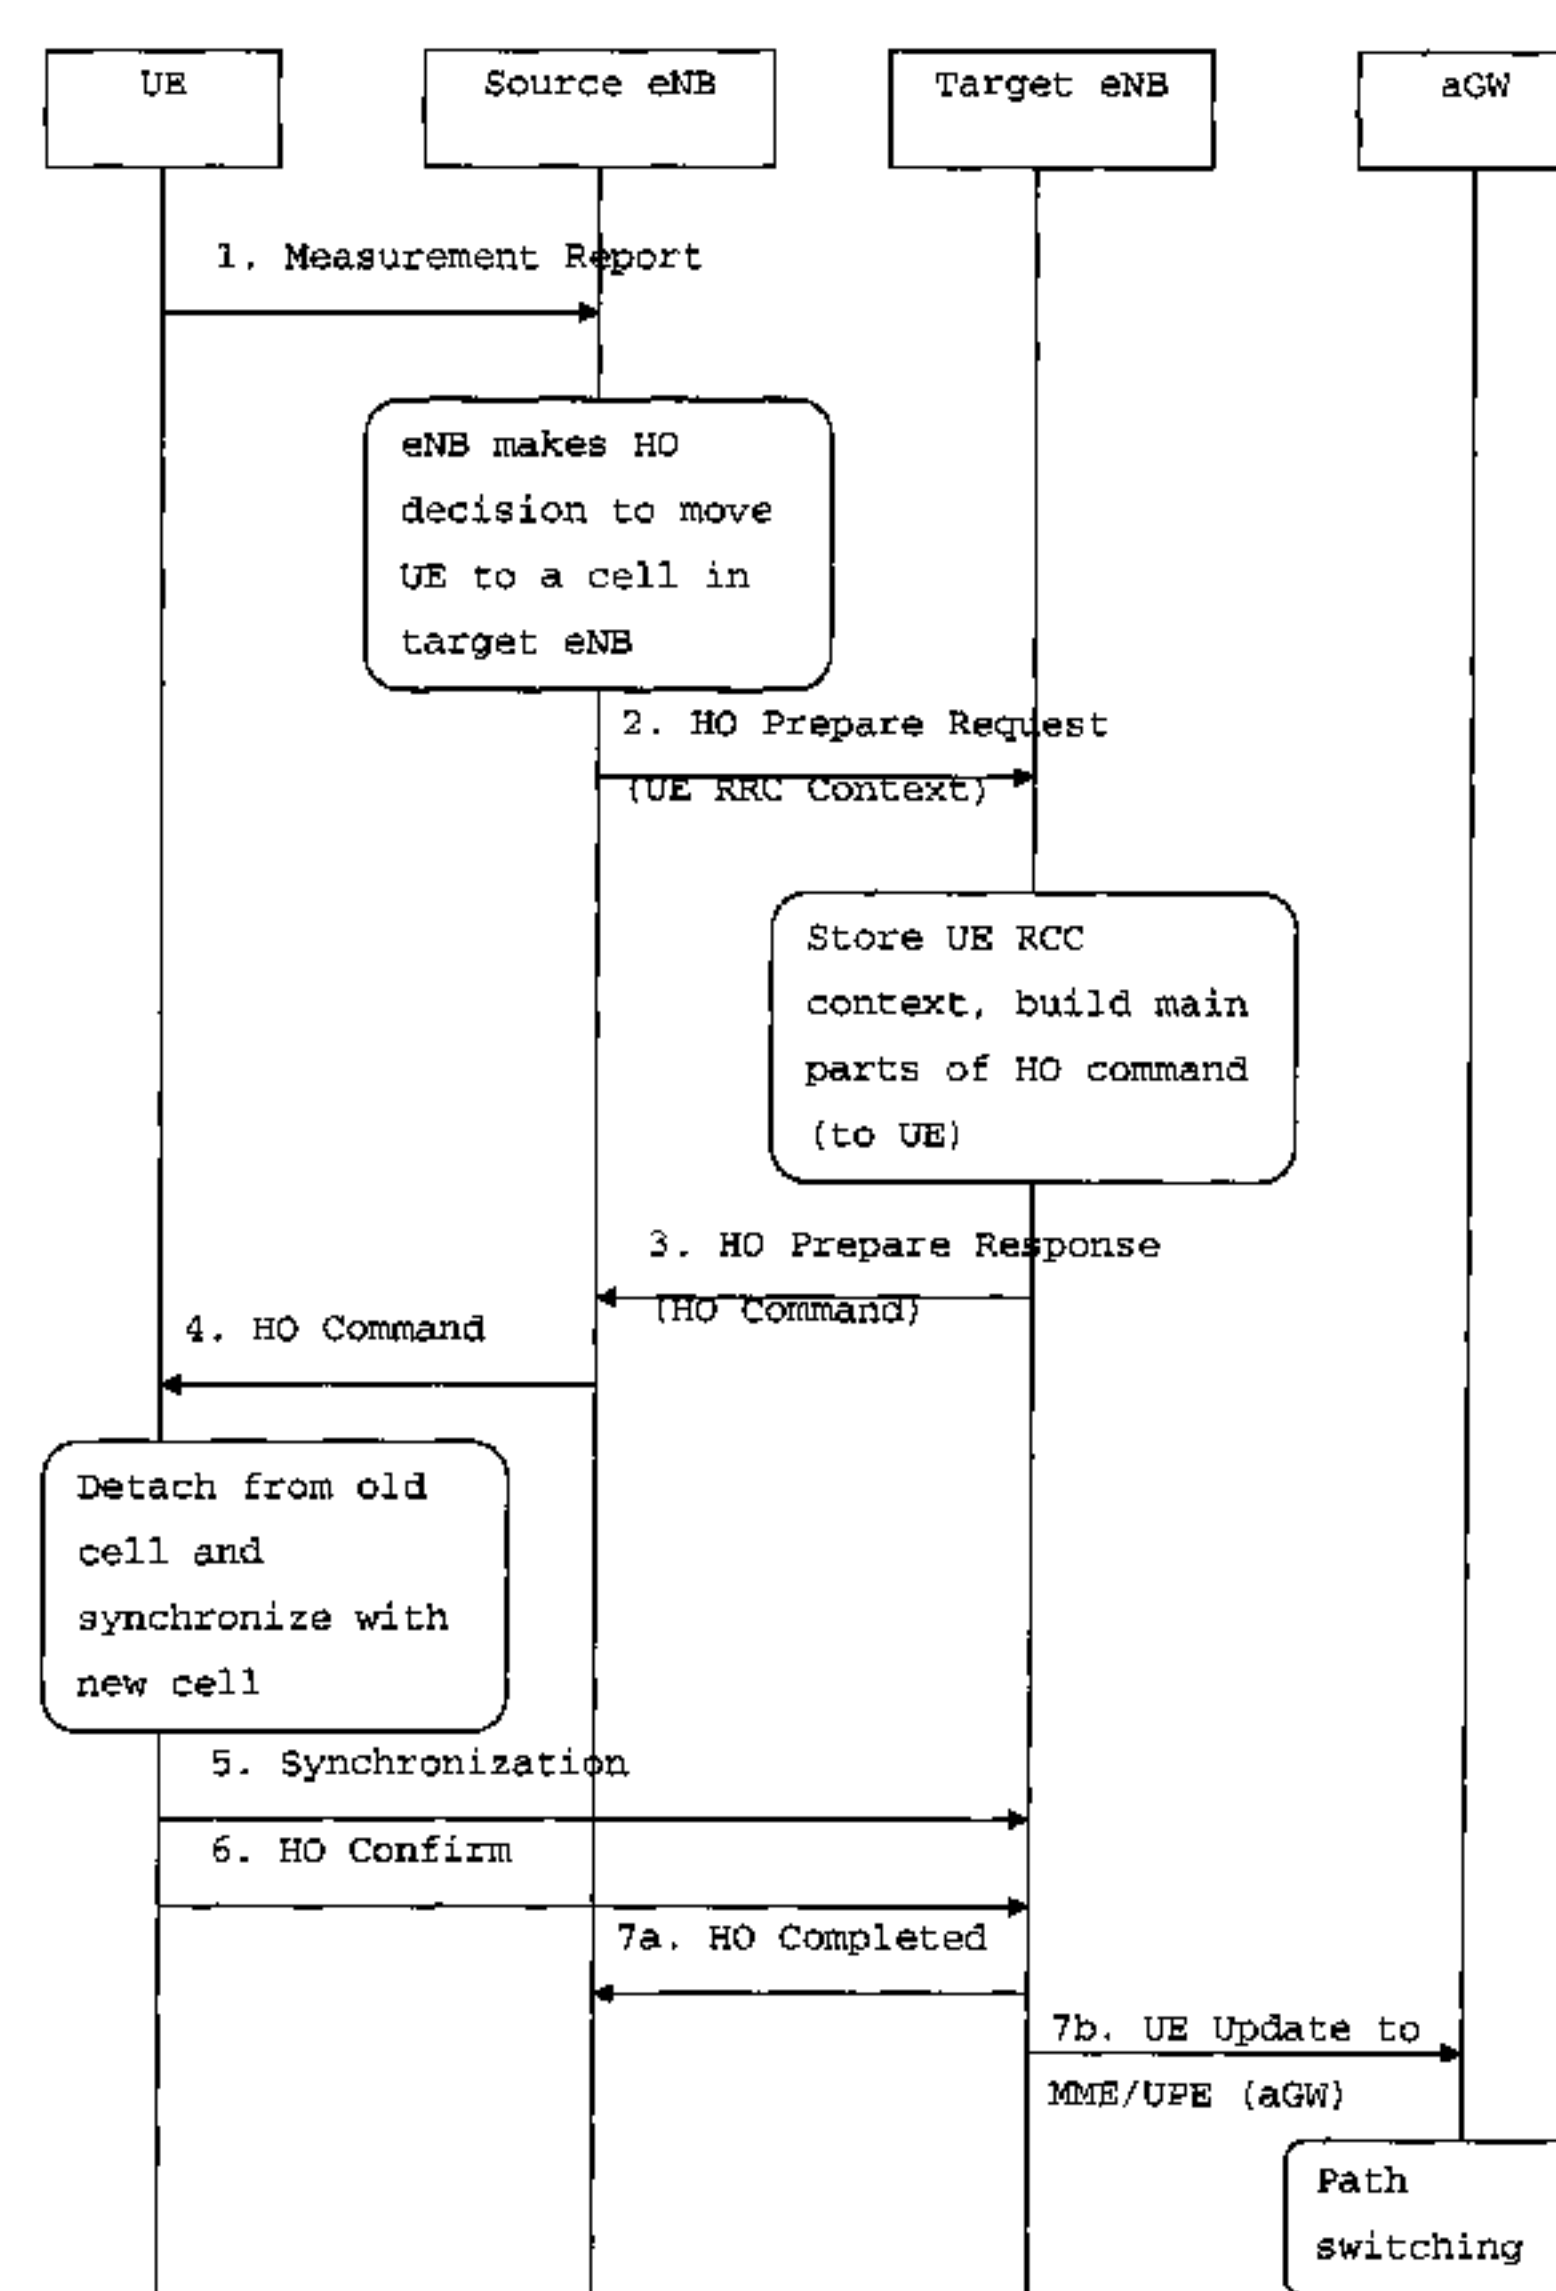 UE
Source eNB
Target eNB
aGW
1. Measurement Report
eNB makes HO
decision to move
UE to a cell in
target eNB
2. HO Prepare Request
(UE RRC Context)
Store UE RCC
context, build main
parts of HO command
(to UE)
3. HO Prepare Response
(HO Command)
4. HO Command
Detach from old
cell and
synchronize with
new cell
5. Synchronization
6. HO Confirm
7a. HO Completed
7b. UE Update to
MME/UPE (aGW)
Path
switching